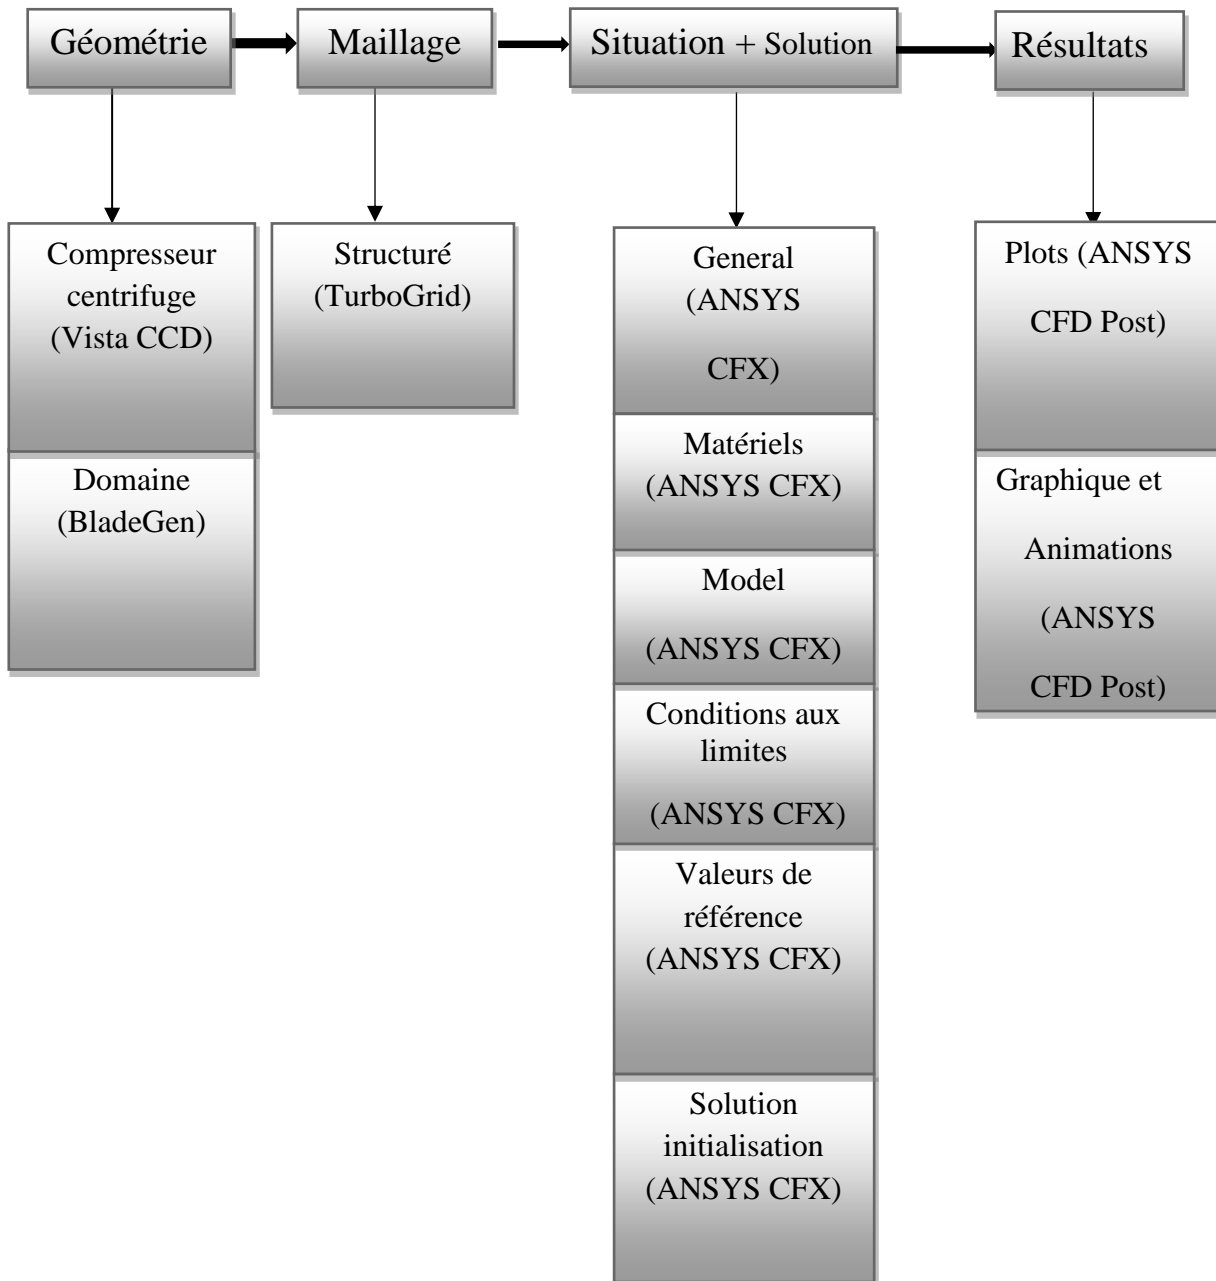 Géométrie
Maillage
Situation + Solution
Résultats
Compresseur
centrifuge
(Vista CCD)
Domaine
(BladeGen)
Structuré
(TurboGrid)
General
(ANSYS
CFX)
Matériels
(ANSYS CFX)
Model
(ANSYS CFX)
Conditions aux
limites
(ANSYS CFX)
Valeurs de
référence
(ANSYS CFX)
Solution
initialisation
(ANSYS CFX)
Plots (ANSYS
CFD Post)
Graphique et
Animations
(ANSYS
CFD Post)